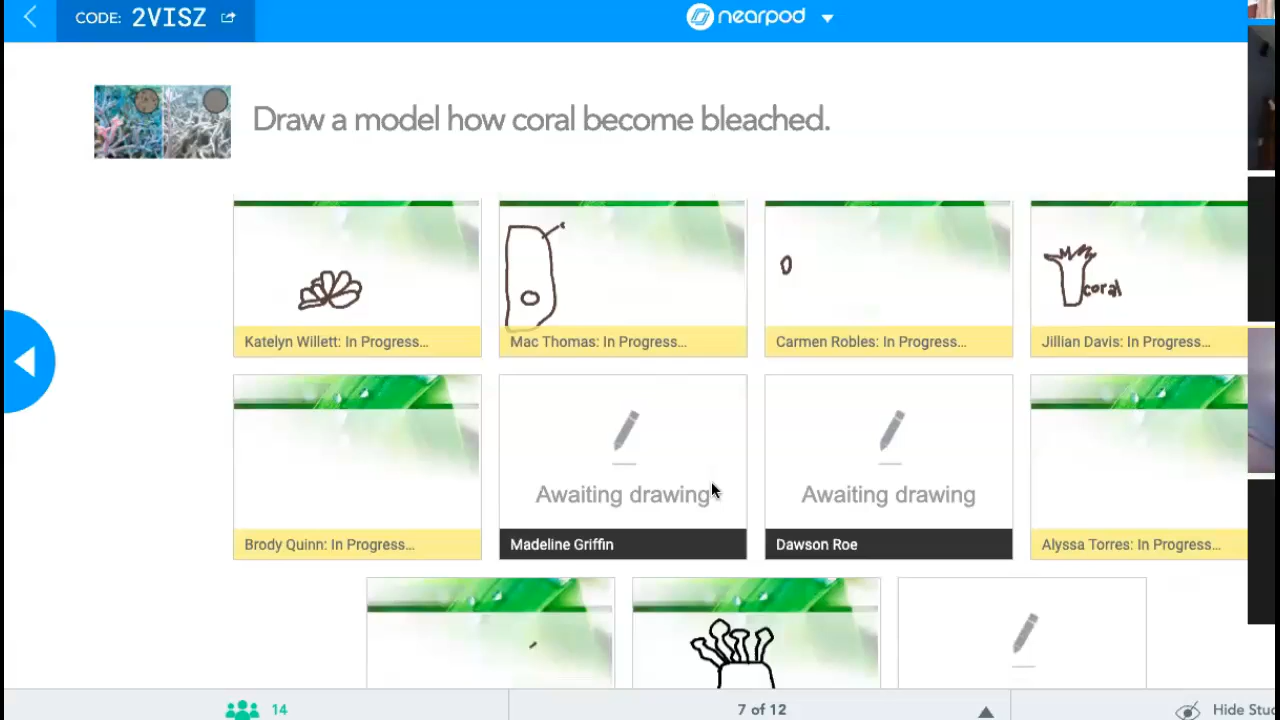 CODE: 2VISZ
nearpod
Draw a model how coral become bleached.
coral
Katelyn Willett: In Progress...
Mac Thomas: In Progress...
Carmen Robles: In Progress...
Jillian Davis: In Progress...
Awaiting drawing
Awaiting drawing
Brody Quinn: In Progress...
Madeline Griffin
Dawson Roe
Alyssa Torres: In Progress...
14
7 of 12
Hide Stu